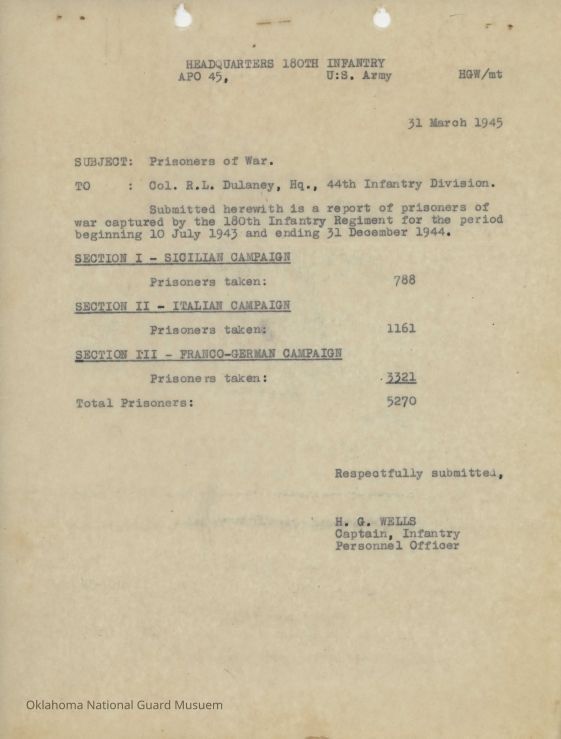 HEADQUARTERS 180TH INFANTRY
APO 45, U:S. Army HGW/mt
31 March 1945
SUBJECT: Prisoners of War.
TO : Col. R.L. Dulaney, Hq., 44th Infantry Division.
Submitted herewith is a report of prisoners of
war captured by the 180th Infantry Regiment for the period
beginning 10 July 1943 and ending 31 December 1944.
SECTION I - SICILIAN CAMPAIGN
Prisoners taken: 788
SECTION II - ITALIAN CAMPAIGN
Prisoners taken: 1161
SECTION III - FRANCO-GERMAN CAMPAIGN
Prisoners taken: 3321
Total Prisoners: 5270
Respectfully submitted,
H. G. WELLS
Captain, Infantry
Personnel Officer
Oklahoma National Guard Musuem